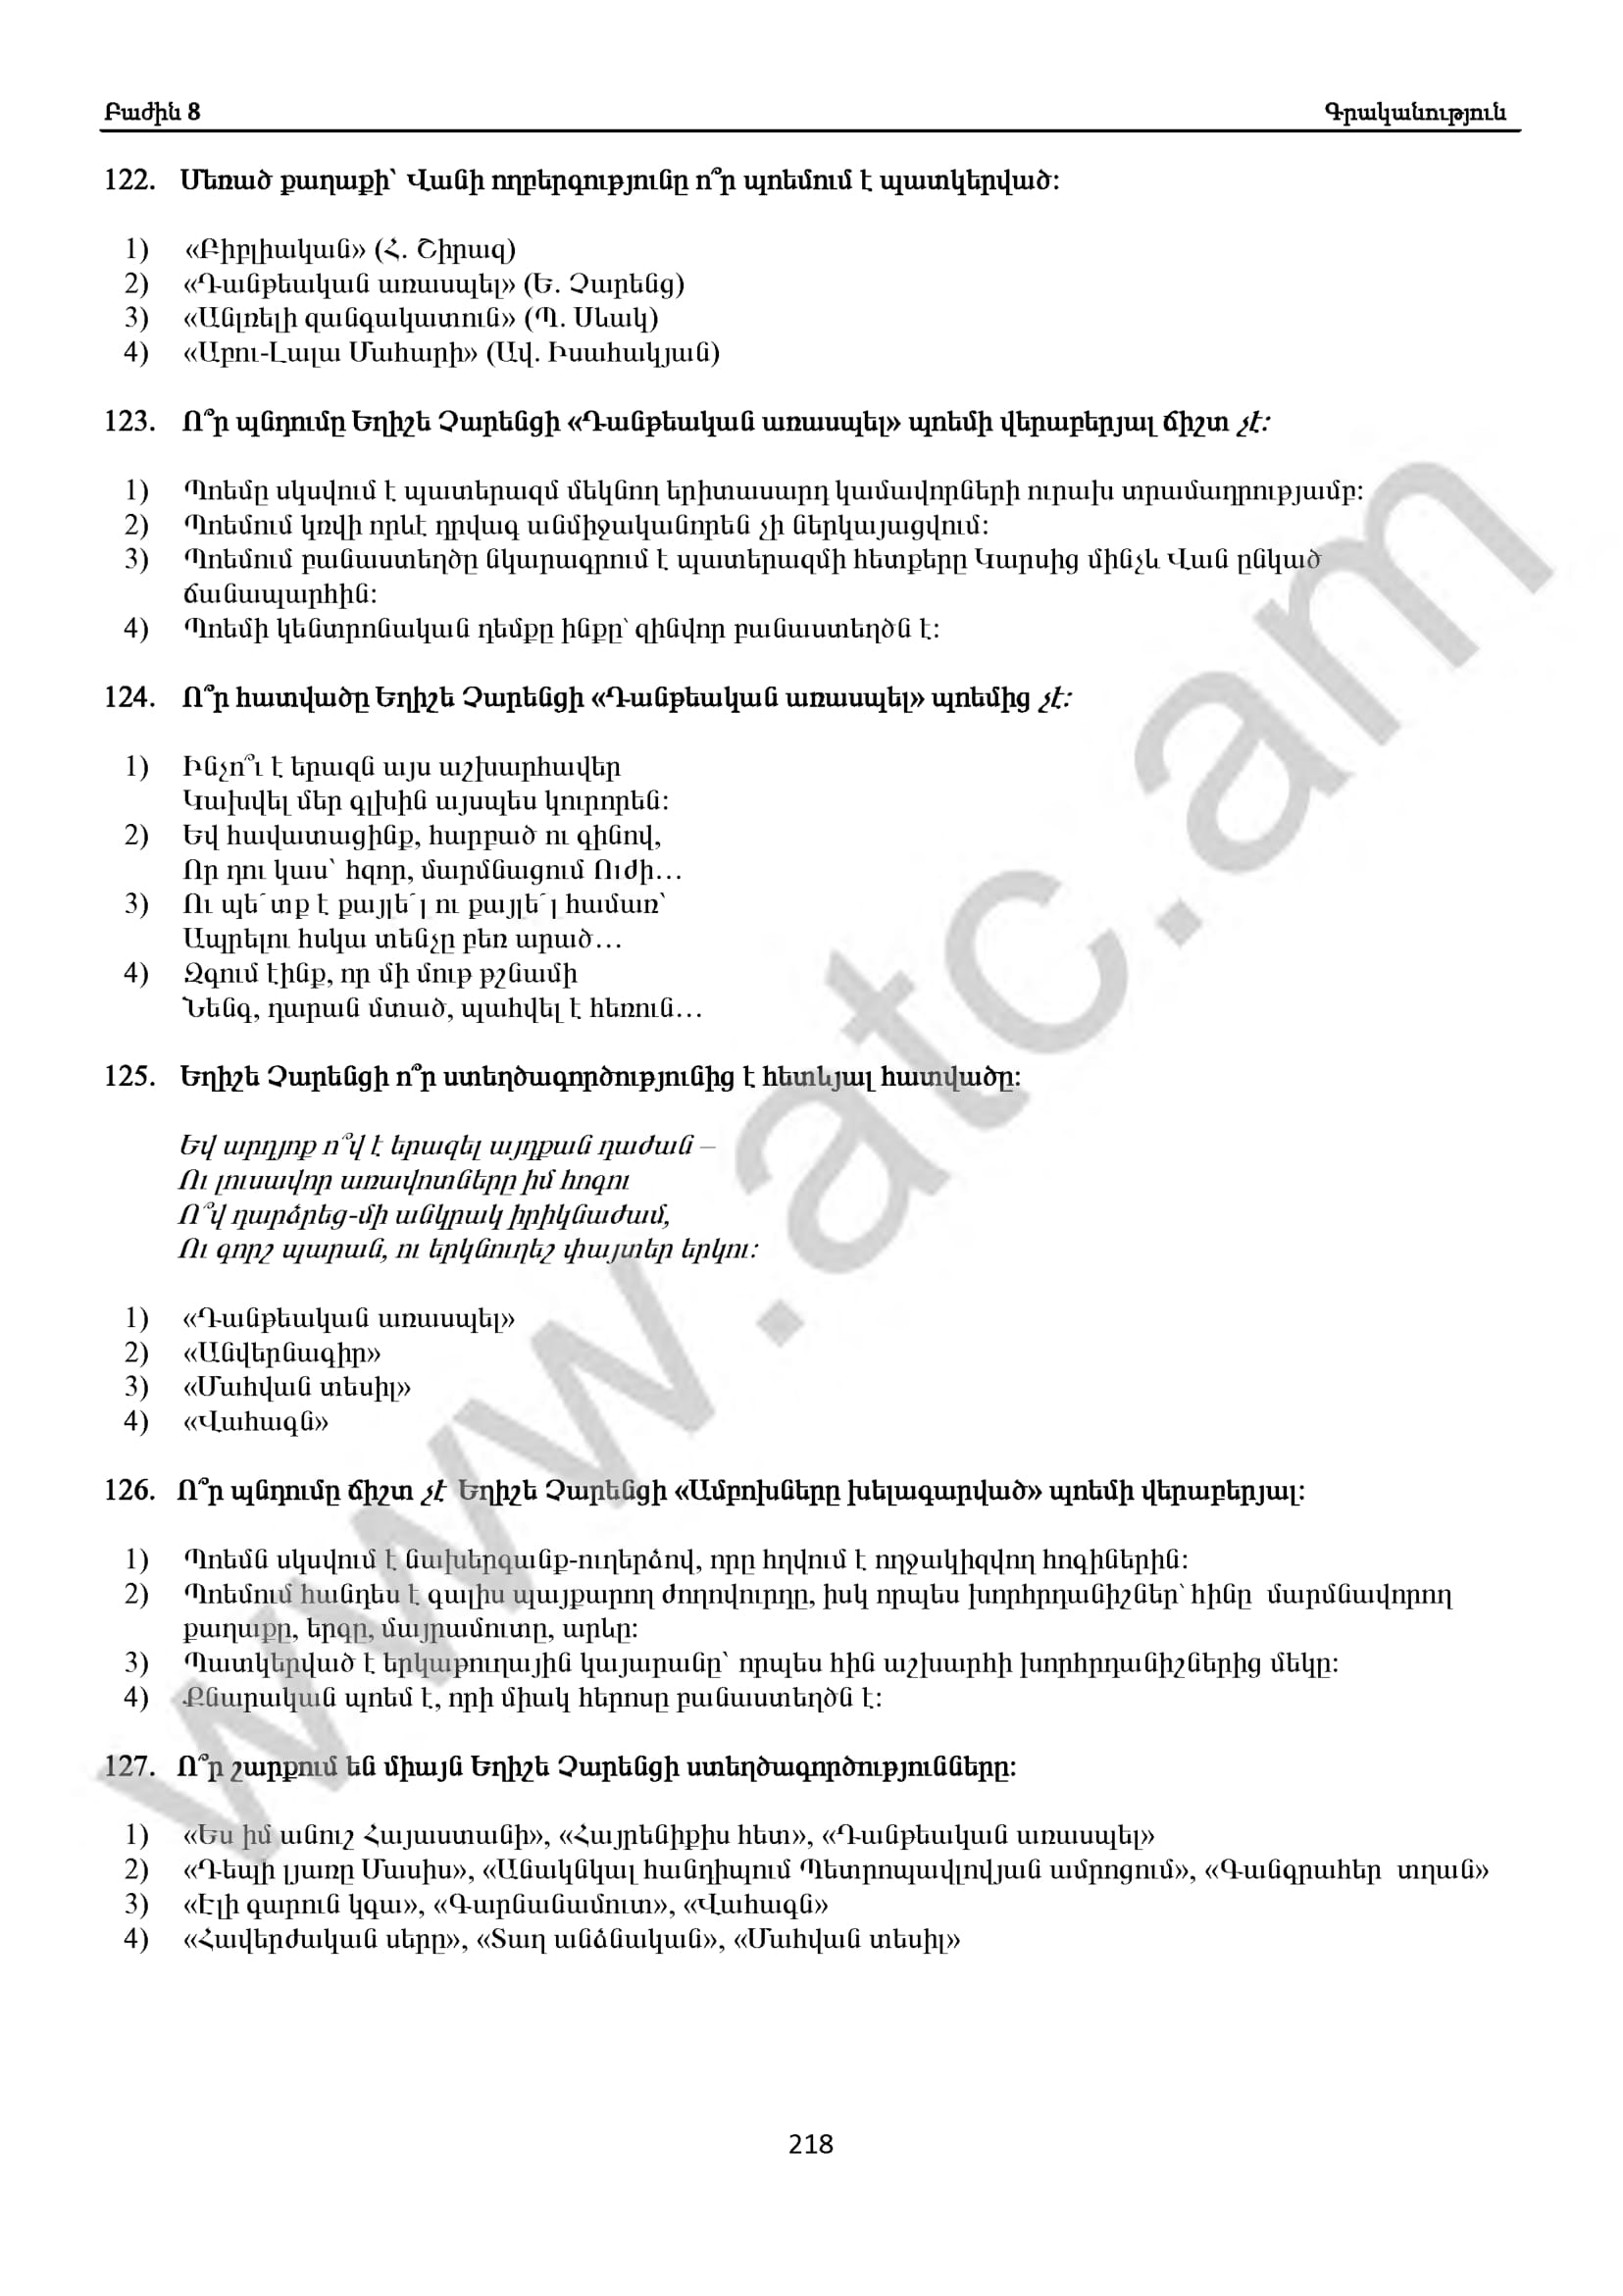 Բաժին 8 Գրականություն
122. Մեռած քաղաքի՝ Վանի ողբերգությունը ո՞ր պոեմում է պատկերված:
1) «Բիբլիական» (Հ. Շիրազ)
2) «Դանթեական առասպել» (Ե. Չարենց)
3) «Անլռելի զանգակատուն» (Պ. Սևակ)
4) «Աբու-Լալա Մահարի» (Ավ. Իսահակյան)
123. Ո՞ր պնդումը Եղիշե Չարենցի «Դանթեական առասպել» պոեմի վերաբերյալ ճիշտ չէ:
1) Պոեմը սկսվում է պատերազմ մեկնող երիտասարդ կամավորների ուրախ տրամադրությամբ:
2) Պոեմում կռվի որևէ դրվագ անմիջականորեն չի ներկայացվում:
3) Պոեմում բանաստեղծը նկարագրում է պատերազմի հետքերը Կարսից մինչև Վան ընկած
ճանապարհին:
4) Պոեմի կենտրոնական դեմքը ինքը՝ զինվոր բանաստեղծն է:
124. Ո՞ր հատվածը Եղիշե Չարենցի «Դանթեական առասպել» պոեմից չէ:
1) Ինչո՞ւ է երազն այս աշխարհավեր
Կախվել մեր գլխին այսպես կուրորեն:
2) Եվ հավատացինք, հարբած ու գինով,
Որ դու կաս՝ հզոր, մարմնացում Ուժի…
3) Ու պե՛տք է քայլե՛լ ու քայլե՛լ համառ՝
Ապրելու հսկա տենչը բեռ արած…
4) Զգում էինք, որ մի մութ թշնամի
Նենգ, դարան մտած, պահվել է հեռուն…
125. Եղիշե Չարենցի ո՞ր ստեղծագործությունից է հետևյալ հատվածը:
Եվ արդյոք ո՞վ է երազել այդքան դաժան –
Ու լուսավոր առավոտները իմ հոգու
Ո՞վ դարձրեց-մի անկրակ իրիկնաժամ,
Ու գորշ պարան, ու երկնուղեշ փայտեր երկու:
1) «Դանթեական առասպել»
2) «Անվերնագիր»
3) «Մահվան տեսիլ»
4) «Վահագն»
126. Ո՞ր պնդումը ճիշտ չէ Եղիշե Չարենցի «Ամբոխները խելագարված» պոեմի վերաբերյալ:
1) Պոեմն սկսվում է նախերգանք-ուղերձով, որը հղվում է ողջակիզվող հոգիներին:
2) Պոեմում հանդես է գալիս պայքարող ժողովուրդը, իսկ որպես խորհրդանիշներ՝ հինը մարմնավորող
քաղաքը, երգը, մայրամուտը, արևը:
3) Պատկերված է երկաթուղային կայարանը՝ որպես հին աշխարհի խորհրդանիշներից մեկը:
4) Քնարական պոեմ է, որի միակ հերոսը բանաստեղծն է:
127. Ո՞ր շարքում են միայն Եղիշե Չարենցի ստեղծագործությունները:
1) «Ես իմ անուշ Հայաստանի», «Հայրենիքիս հետ», «Դանթեական առասպել»
2) «Դեպի լյառը Մասիս», «Անակնկալ հանդիպում Պետրոպավլովյան ամրոցում», «Գանգրահեր տղան»
3) «Էլի գարուն կգա», «Գարնանամուտ», «Վահագն»
4) «Հավերժական սերը», «Տաղ անձնական», «Մահվան տեսիլ»
218
www.atc.am